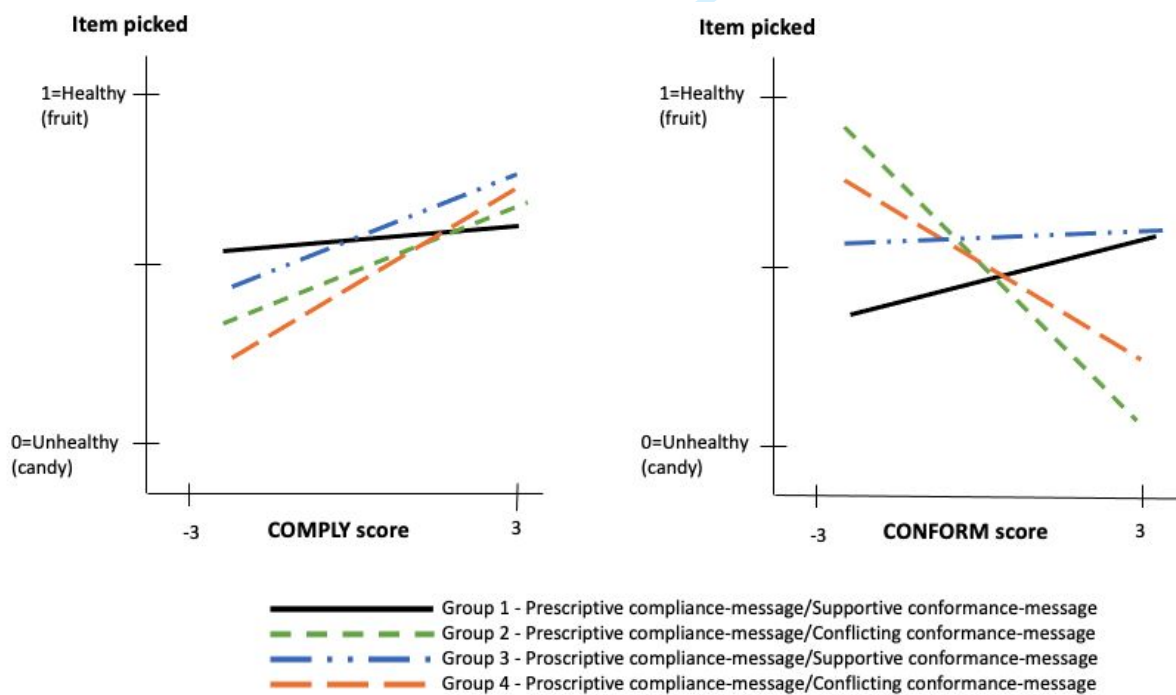 Item picked
1=Healthy
(fruit)
0=Unhealthy
(candy)
-3
COMPLY score
3
Item picked
1=Healthy
(fruit)
0=Unhealthy
(candy)
-3
CONFORM score
3
Group 1 - Prescriptive compliance-message/Supportive conformance-message
Group 2 - Prescriptive compliance-message/Conflicting conformance-message
Group 3 - Proscriptive compliance-message/Supportive conformance-message
Group 4 - Proscriptive compliance-message/Conflicting conformance-message